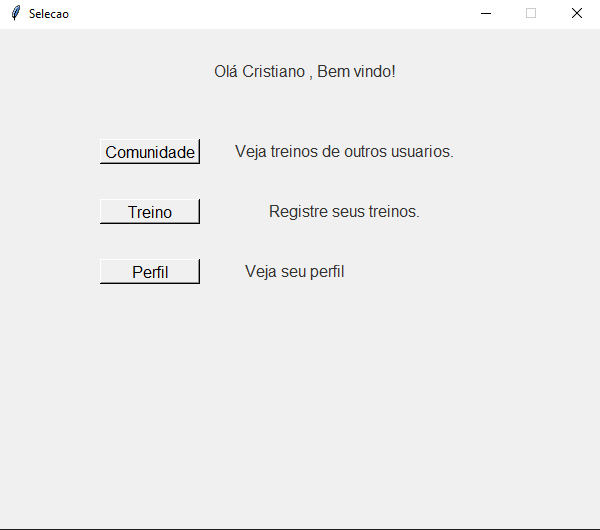 Selecao
Olá Cristiano , Bem vindo!
Comunidade Veja treinos de outros usuarios.
Treino Registre seus treinos.
Perfil Veja seu perfil